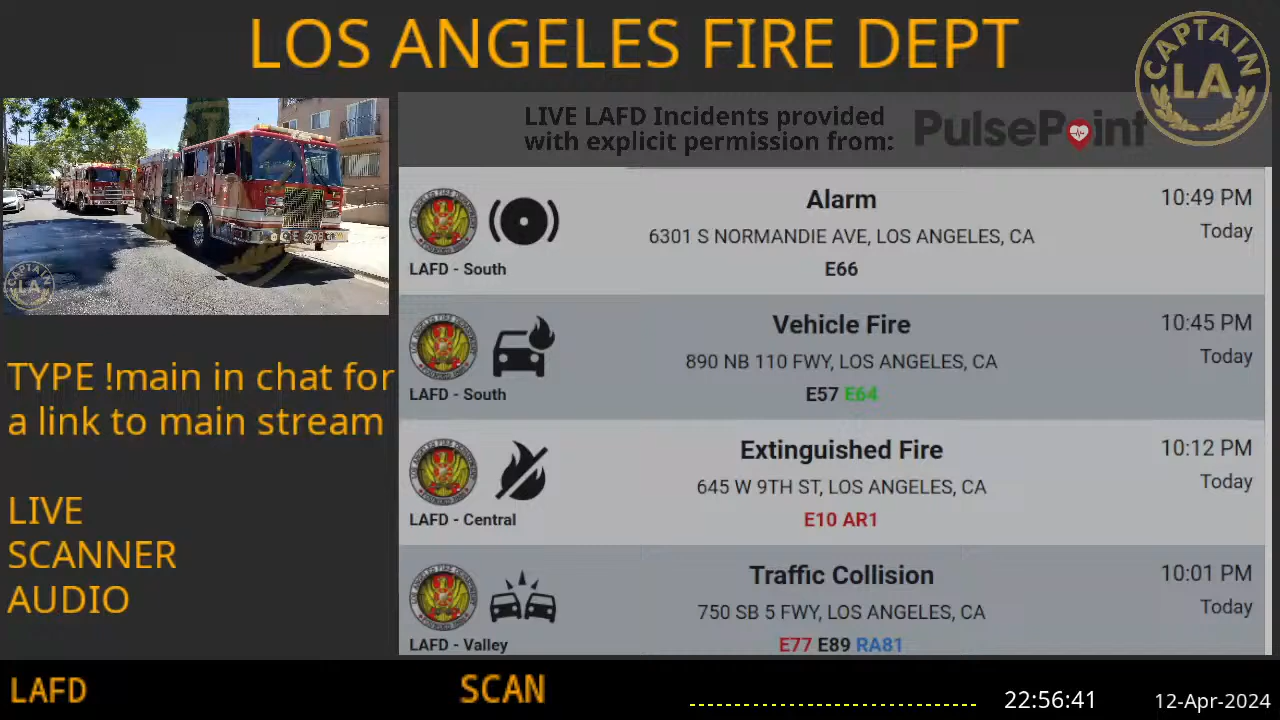 LOS ANGELES FIRE DEPT
CAPTAIN
LA
LIVE LAFD Incidents provided
with explicit permission from:
PulsePoint
Alarm
10:49 PM
6301 S NORMANDIE AVE, LOS ANGELES, CA
Today
LAFD - South
E66
Vehicle Fire
10:45 PM
890 NB 110 FWY, LOS ANGELES, CA
Today
LAFD - South
E57 E64
Extinguished Fire
10:12 PM
645 W 9TH ST, LOS ANGELES, CA
Today
LAFD - Central
E10 AR1
Traffic Collision
10:01 PM
750 SB 5 FWY, LOS ANGELES, CA
Today
LAFD - Valley
E77 E89 RA81
CAPTAIN
LA
TYPE !main in chat for
a link to main stream
LIVE
SCANNER
AUDIO
LAFD
SCAN
22:56:41
12-Apr-2024